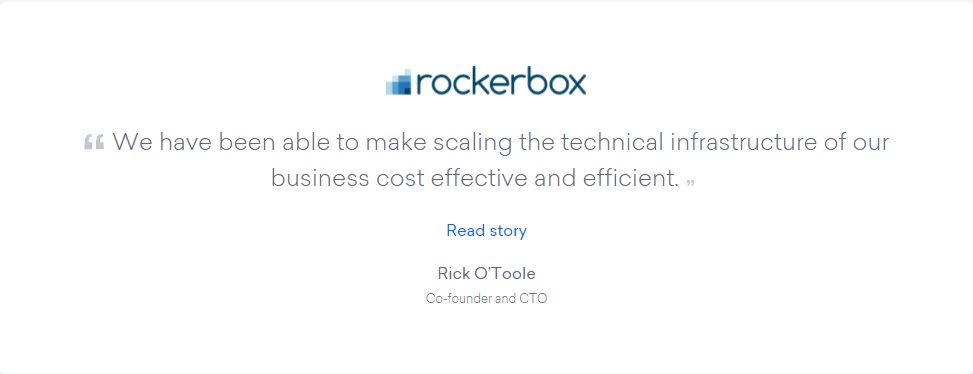 rockerbox
“ We have been able to make scaling the technical infrastructure of our
business cost effective and efficient. ”
Read story
Rick O'Toole
Co-founder and CTO